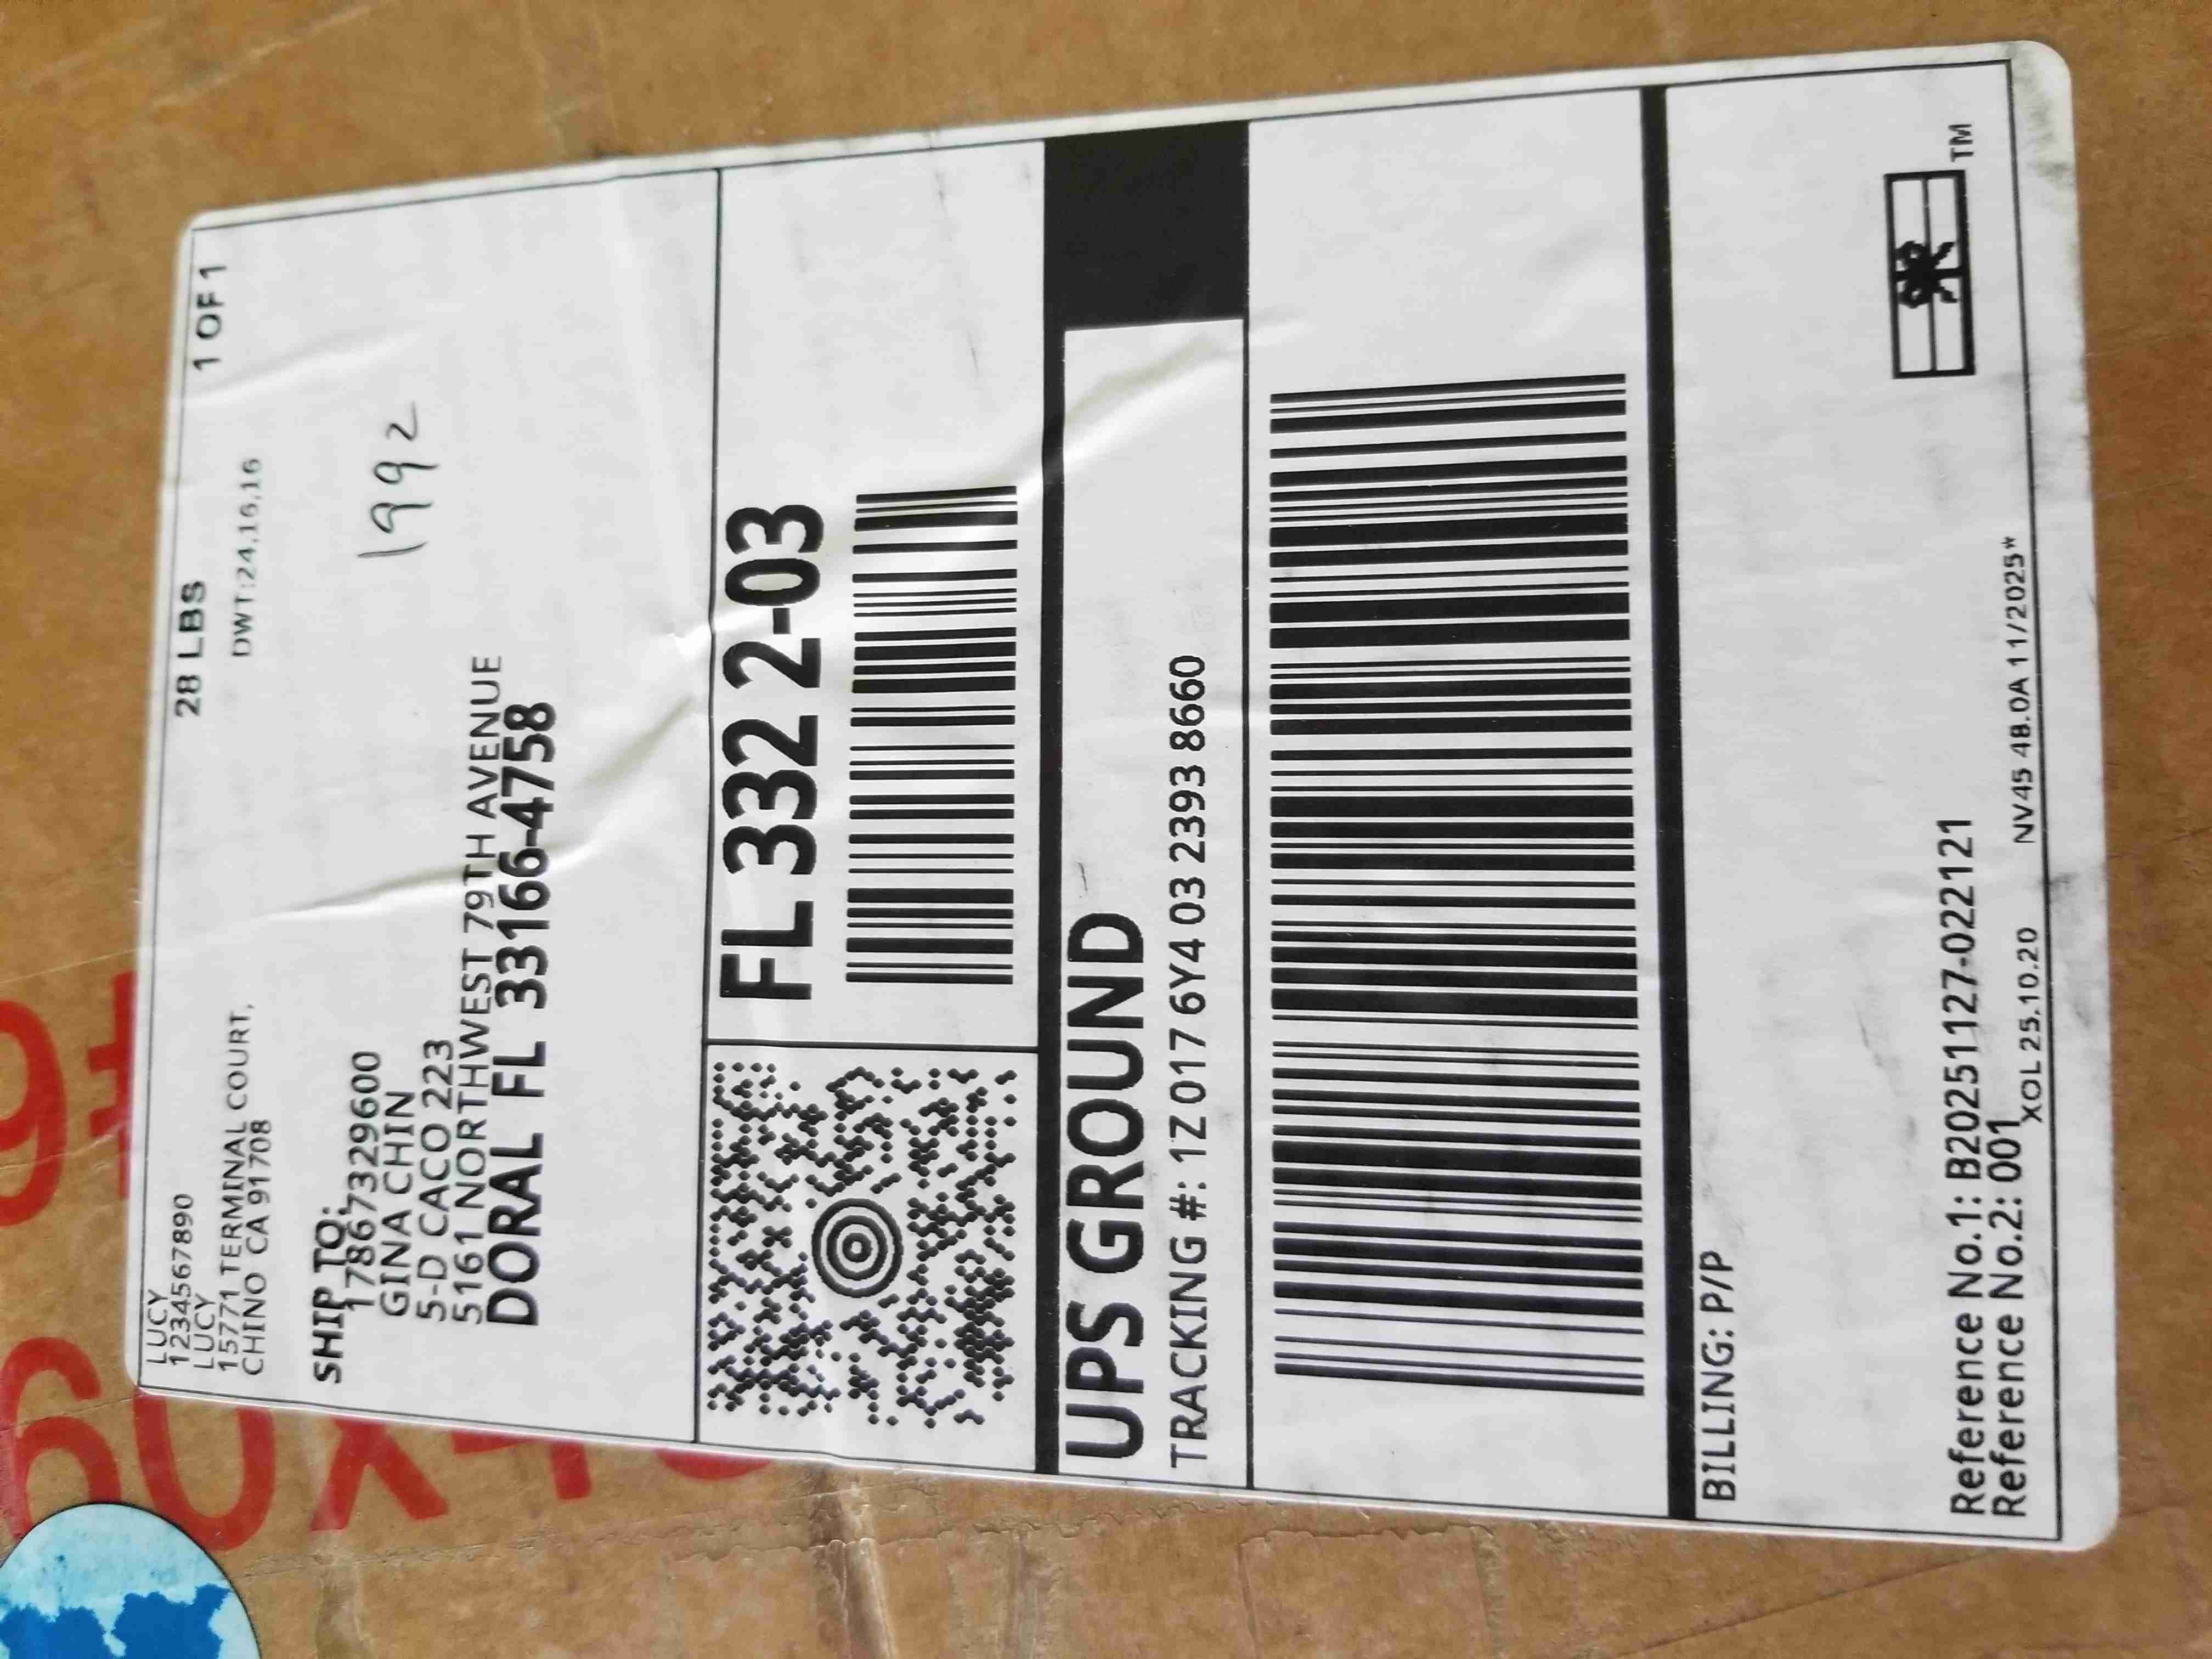 LUCY
1234567890
LUCY
15771 TERMINAL COURT,
CHINO CA 91708
28 LBS
1 OF 1
DWT:24,16,16
1992
SHIP TO:
17867329600
GINA CHIN
5-D CACO 223
5161 NORTHWEST 79TH AVENUE
DORAL FL 33166-4758
FL 332 2-03
UPS GROUND
TRACKING #: 1Z 017 6Y4 03 2393 8660
BILLING: P/P
Reference No.1: B20251127-022121
Reference No.2: 001
XOL 25.10.20
NV45 48.0A 11/2025*
TM